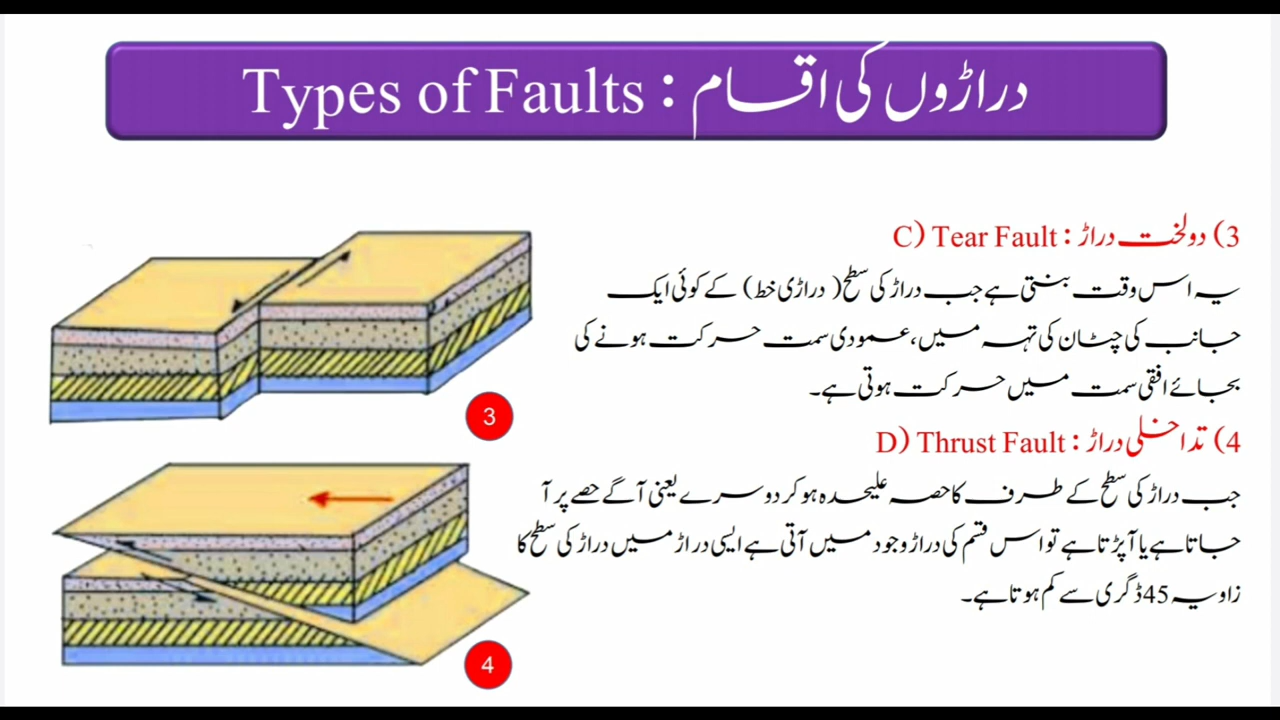 دراڑوں کی اقسام : Types of Faults
3) دولخت دراڑ : C) Tear Fault
یہ اس وقت بنتی ہے جب دراڑ کی سطح ( دراڑی خط) کے کوئی ایک
جانب کی چٹان کی تہہ میں، عمودی سمت حرکت ہونے کی
بجائے افقی سمت میں حرکت ہوتی ہے۔
3
4) تداخلی دراڑ : D) Thrust Fault
جب دراڑ کی سطح کے طرف کا حصہ علیحدہ ہو کر دوسرے یعنی آگے حصے پر آ
جاتا ہے یا آپڑتا ہے تو اس قسم کی دراڑ وجود میں آتی ہے ایسی دراڑ میں دراڑ کی سطح کا
زاویہ 45 ڈگری سے کم ہوتا ہے۔
4